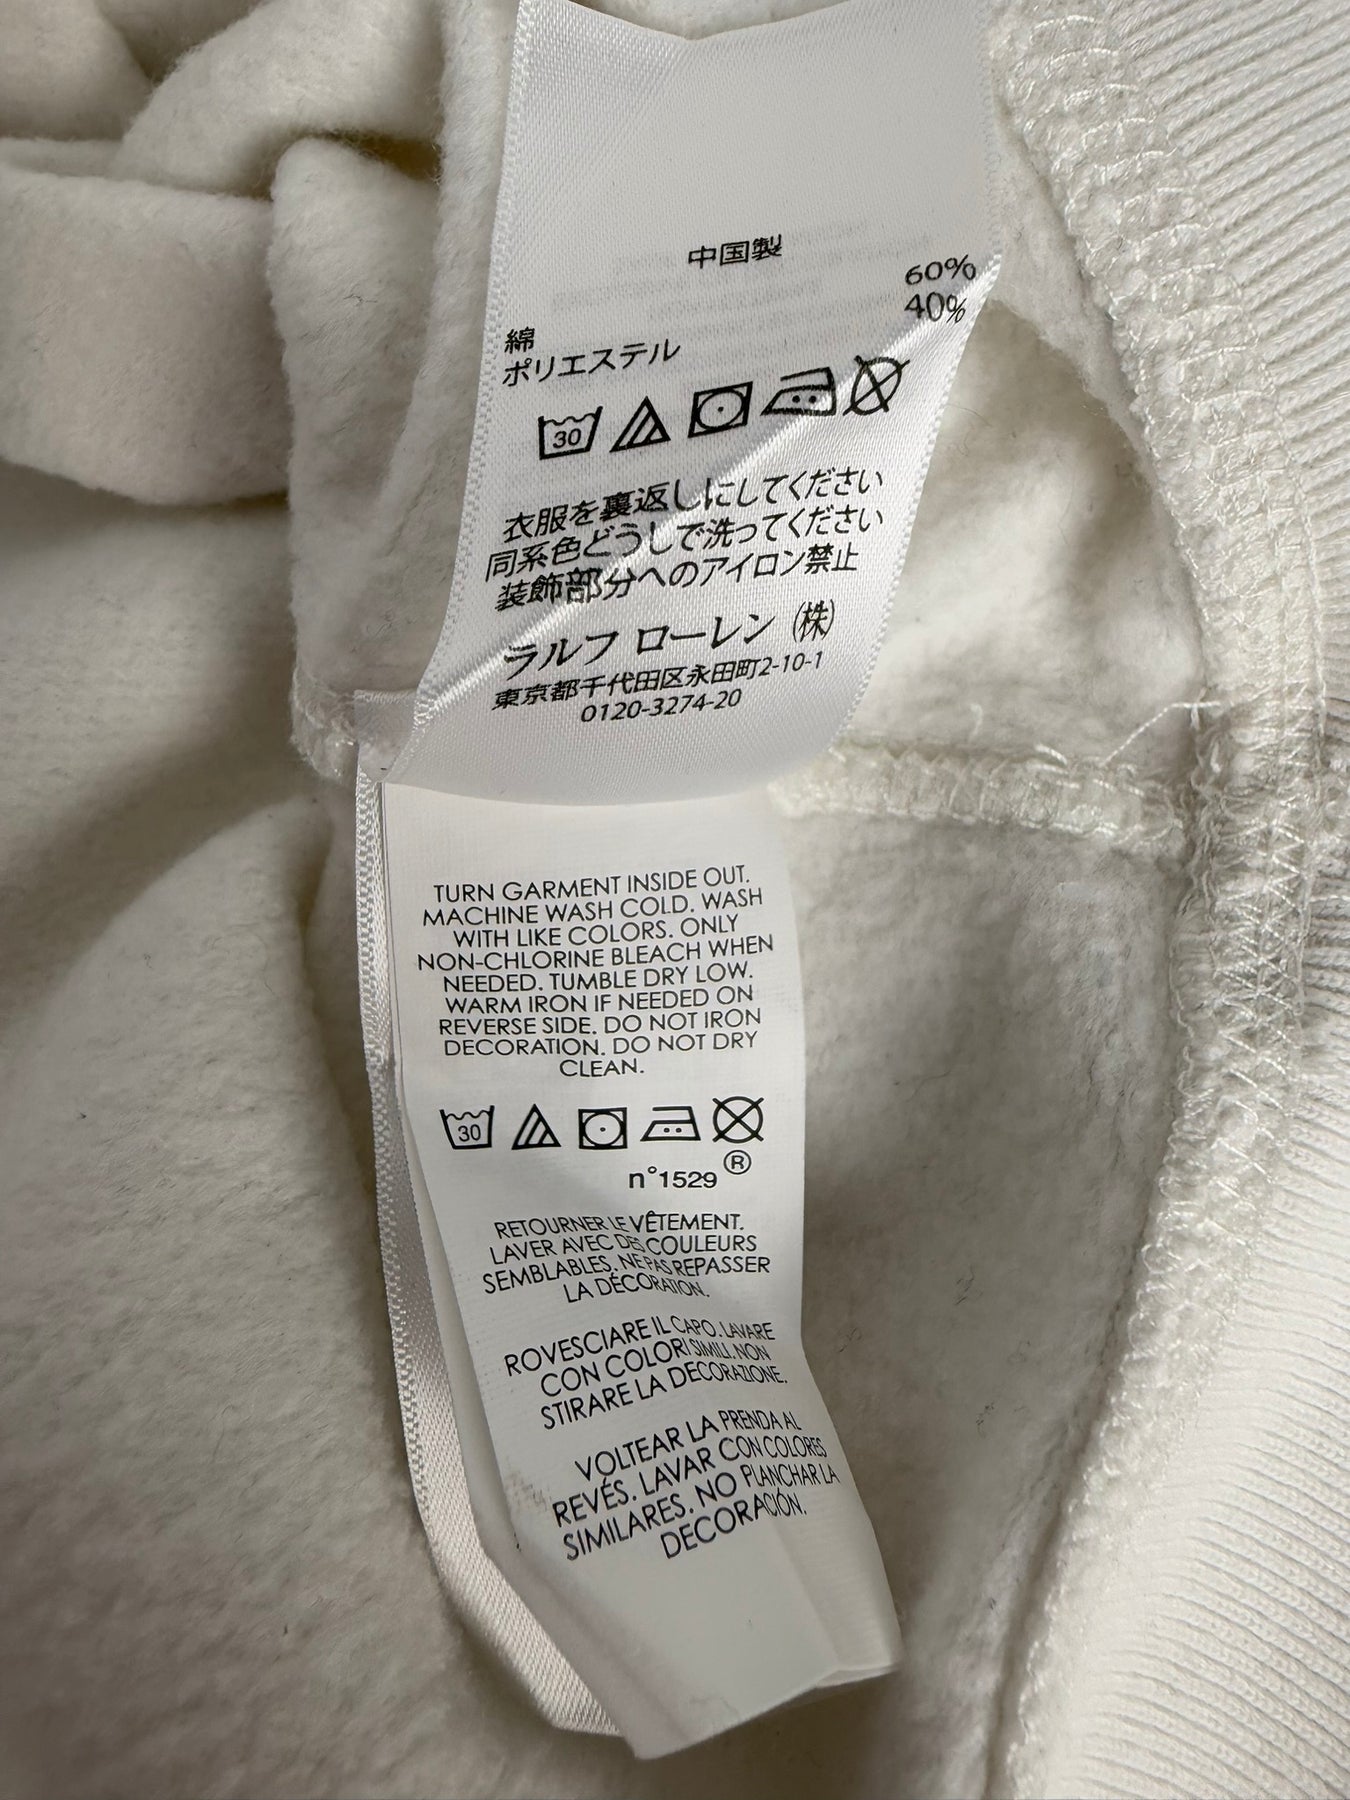 中国製
60%
40%
綿
ポリエステル
30
衣服を裏返しにしてください
同系色どうしで洗ってください
装飾部分へのアイロン禁止
ラルフ ローレン (株)
東京都千代田区永田町2-10-1
0120-3274-20
TURN GARMENT INSIDE OUT.
MACHINE WASH COLD. WASH
WITH LIKE COLORS. ONLY
NON-CHLORINE BLEACH WHEN
NEEDED. TUMBLE DRY LOW.
WARM IRON IF NEEDED ON
REVERSE SIDE. DO NOT IRON
DECORATION. DO NOT DRY
CLEAN.
30
n°1529 ®
RETOURNER LE VÊTEMENT.
LAVER AVEC DES COULEURS
SEMBLABLES. NE PAS REPASSER
LA DÉCORATION.
ROVESCIARE IL CAPO. LAVARE
CON COLORI SIMILI. NON
STIRARE LA DECORAZIONE.
VOLTEAR LA PRENDA AL
REVÉS. LAVAR CON COLORES
SIMILARES. NO PLANCHAR LA
DECORACIÓN.